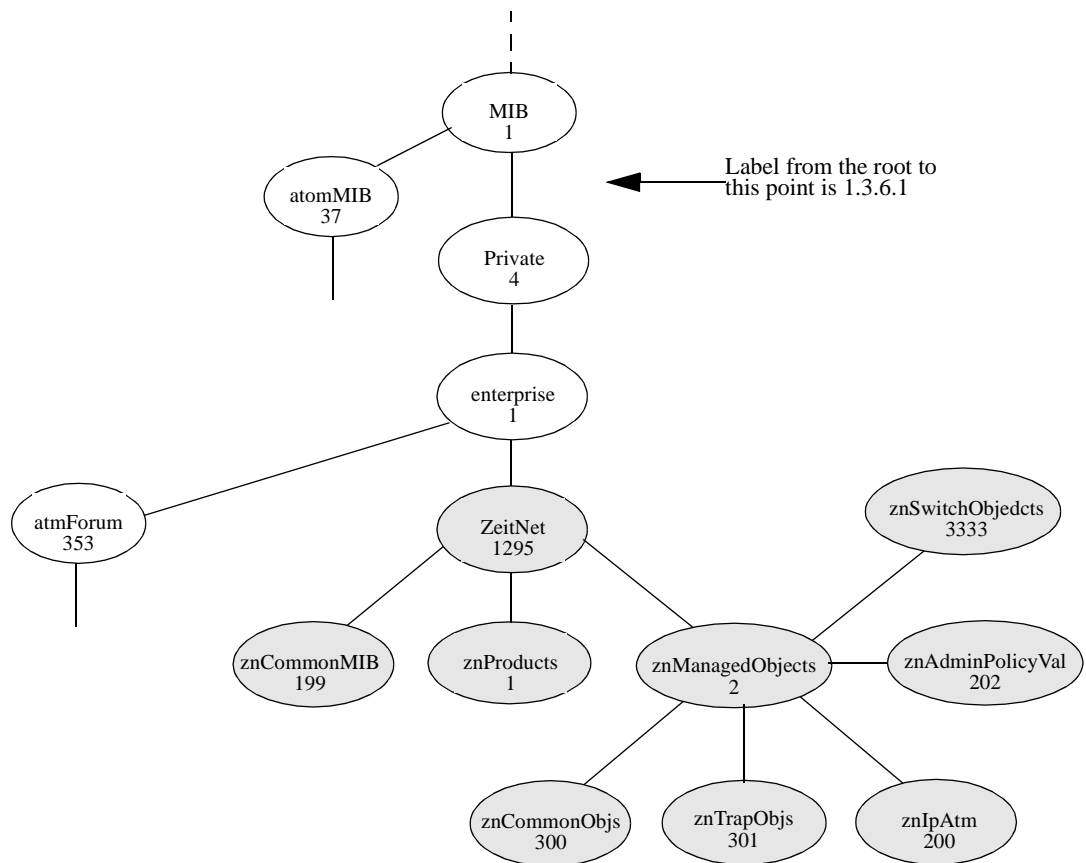 MIB
1
Label from the root to
this point is 1.3.6.1
atomMIB
37
Private
4
enterprise
1
atmForum
353
ZeitNet
1295
znSwitchObjedcts
3333
znCommonMIB
199
znProducts
1
znManagedObjects
2
znAdminPolicyVal
202
znCommonObjs
300
znTrapObjs
301
znIpAtm
200